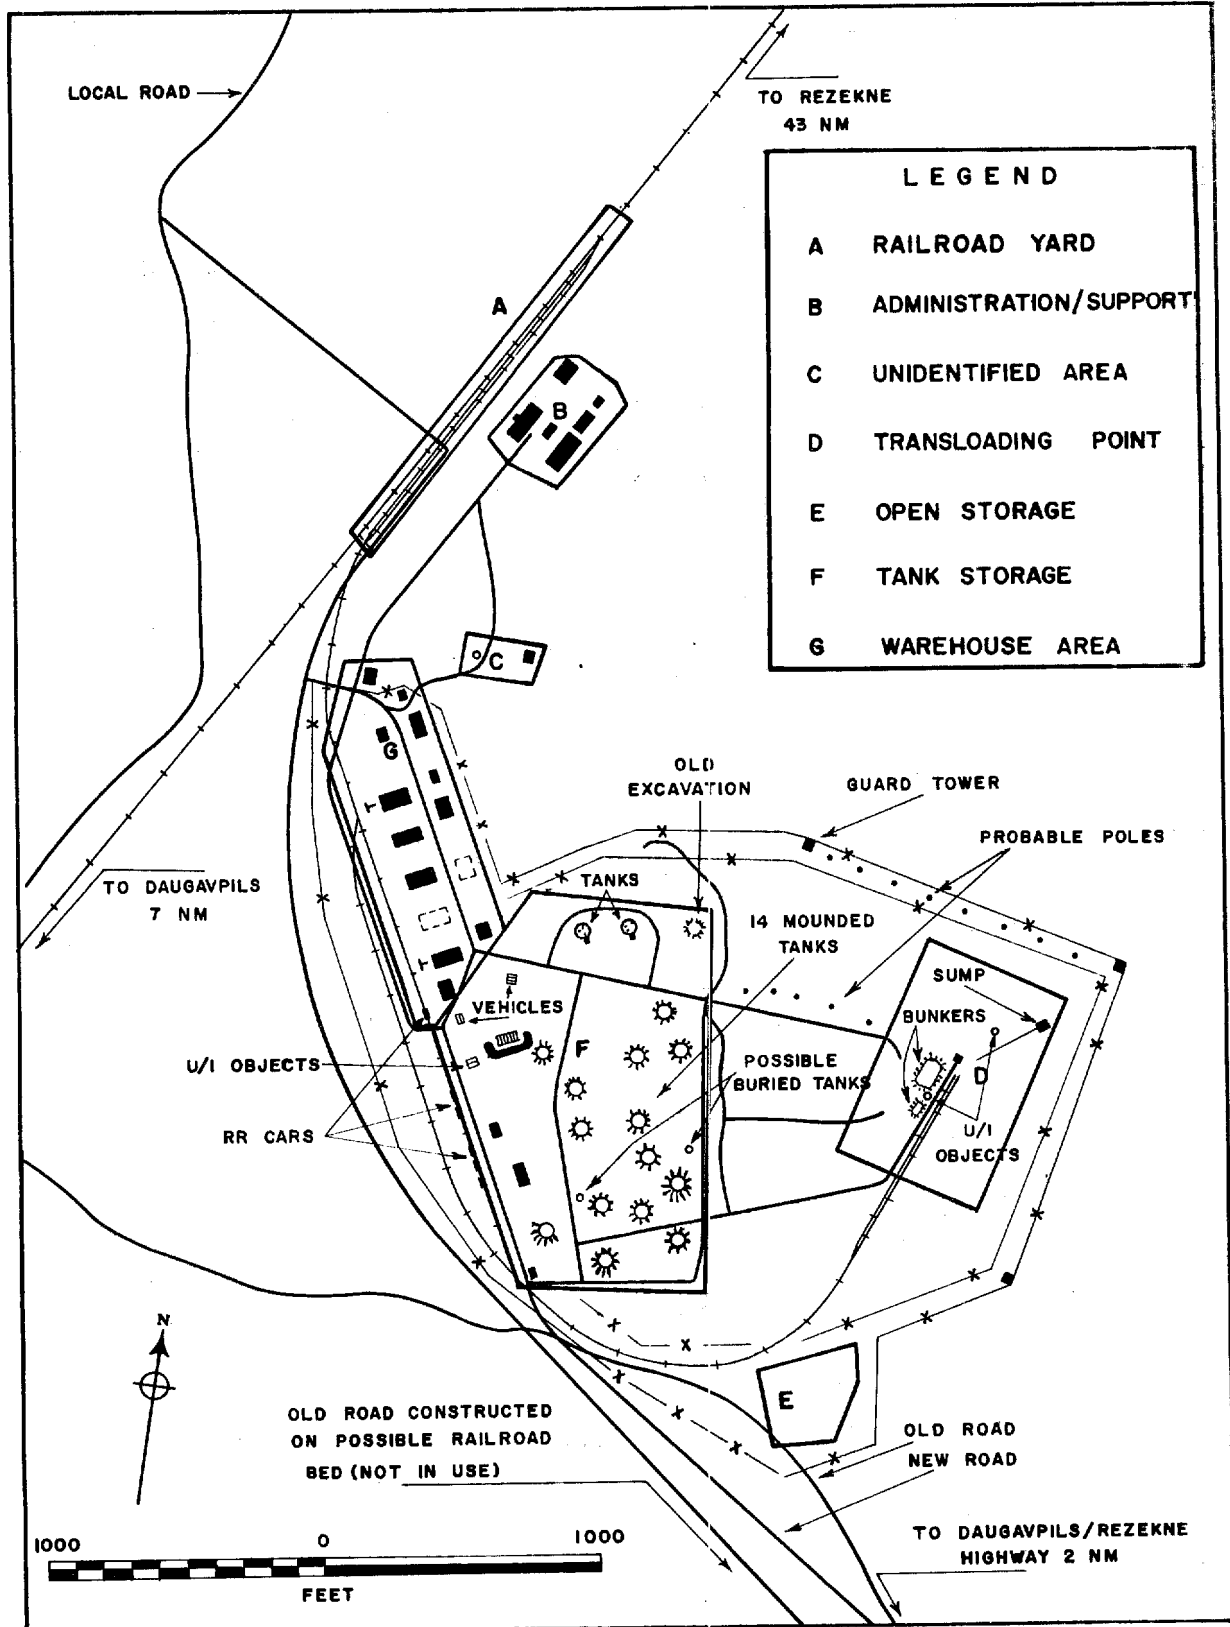 LOCAL ROAD
TO REZEKNE
43 NM
LEGEND
A RAILROAD YARD
B ADMINISTRATION/SUPPORT
C UNIDENTIFIED AREA
D TRANSLOADING POINT
E OPEN STORAGE
F TANK STORAGE
G WAREHOUSE AREA
A
B
C
G
OLD
EXCAVATION
GUARD TOWER
PROBABLE POLES
TO DAUGAVPILS
7 NM
TANKS
14 MOUNDED
TANKS
SUMP
VEHICLES
BUNKERS
F
D
U/I OBJECTS
POSSIBLE
BURIED TANKS
RR CARS
U/I
OBJECTS
N
E
OLD ROAD CONSTRUCTED
ON POSSIBLE RAILROAD
BED (NOT IN USE)
OLD ROAD
NEW ROAD
1000 0 1000
FEET
TO DAUGAVPILS/REZEKNE
HIGHWAY 2 NM